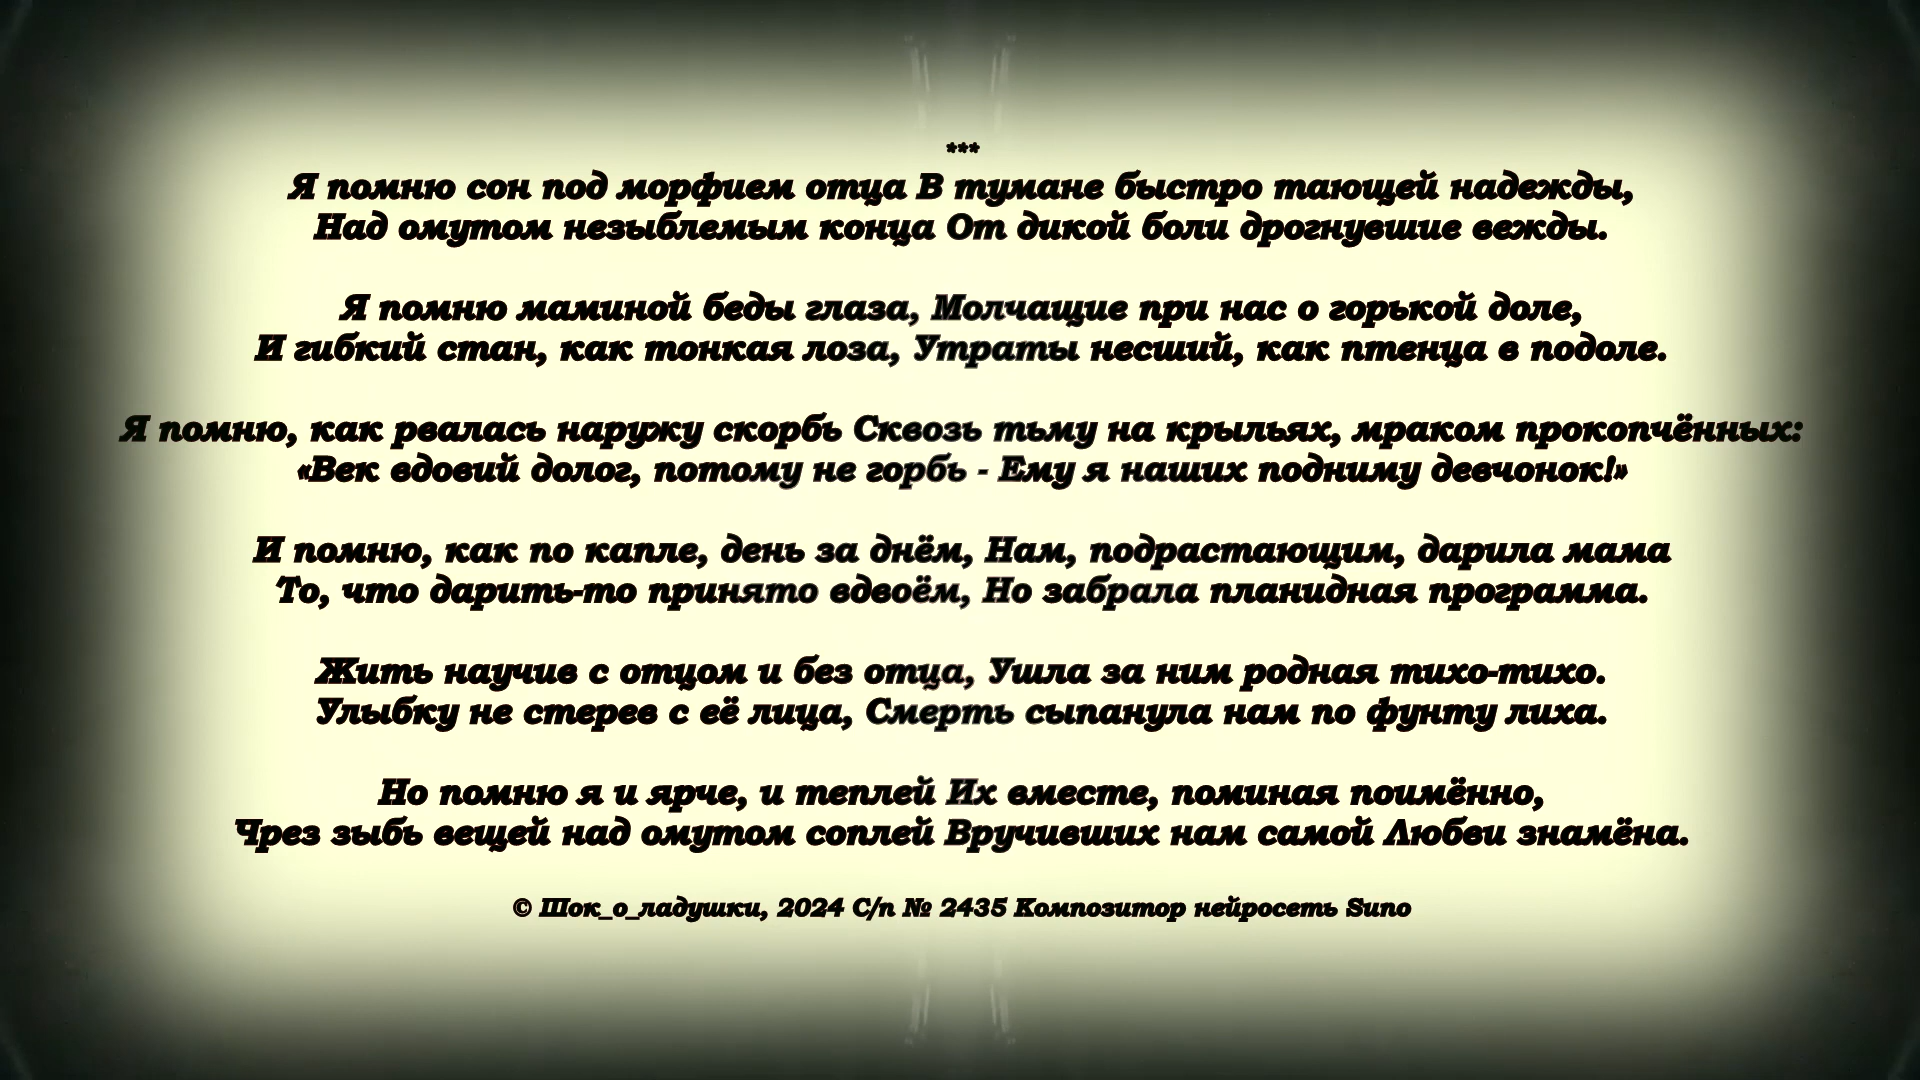 ***
Я помню сон под морфием отца В тумане быстро тающей надежды,
Над омутом незыблемым конца От дикой боли дрогнувшие вежды.
Я помню маминой беды глаза, Молчащие при нас о горькой доле,
И гибкий стан, как тонкая лоза, Утраты несший, как птенца в подоле.
Я помню, как рвалась наружу скорбь Сквозь тьму на крыльях, мраком прокопчённых:
«Век вдовий долог, потому не горбь - Ему я наших подниму девчонок!»
И помню, как по капле, день за днём, Нам, подрастающим, дарила мама
То, что дарить-то принято вдвоём, Но забрала планидная программа.
Жить научив с отцом и без отца, Ушла за ним родная тихо-тихо.
Улыбку не стерев с её лица, Смерть сыпанула нам по фунту лиха.
Но помню я и ярче, и теплей Их вместе, поминая поимённо,
Чрез зыбь вещей над омутом соплей Вручивших нам самой Любви знамёна.
© Шок_о_ладушки, 2024 С/п № 2435 Композитор нейросеть Suno